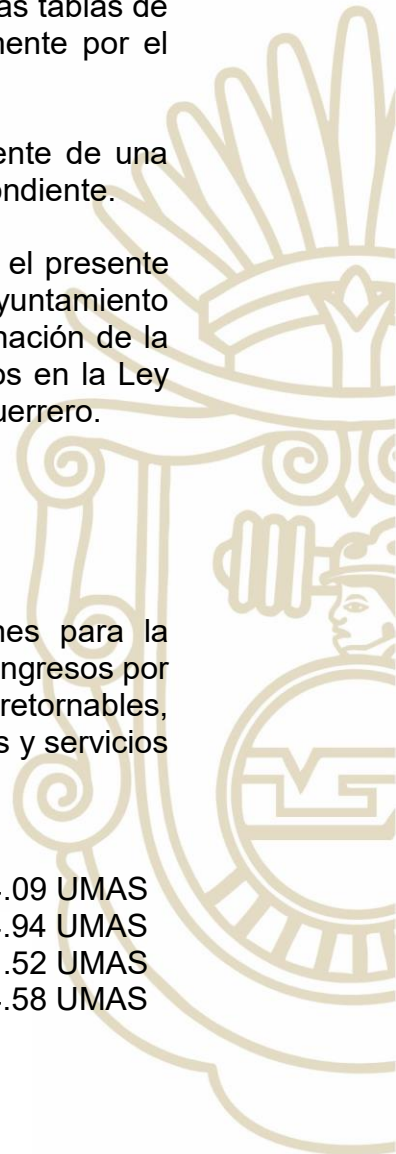 as tablas de
mente por el
ente de una
ondiente.
el presente
yuntamiento
nación de la
os en la Ley
uerrero.
nes para la
ngresos por
retornables,
s y servicios
.09 UMAS
.94 UMAS
.52 UMAS
.58 UMAS